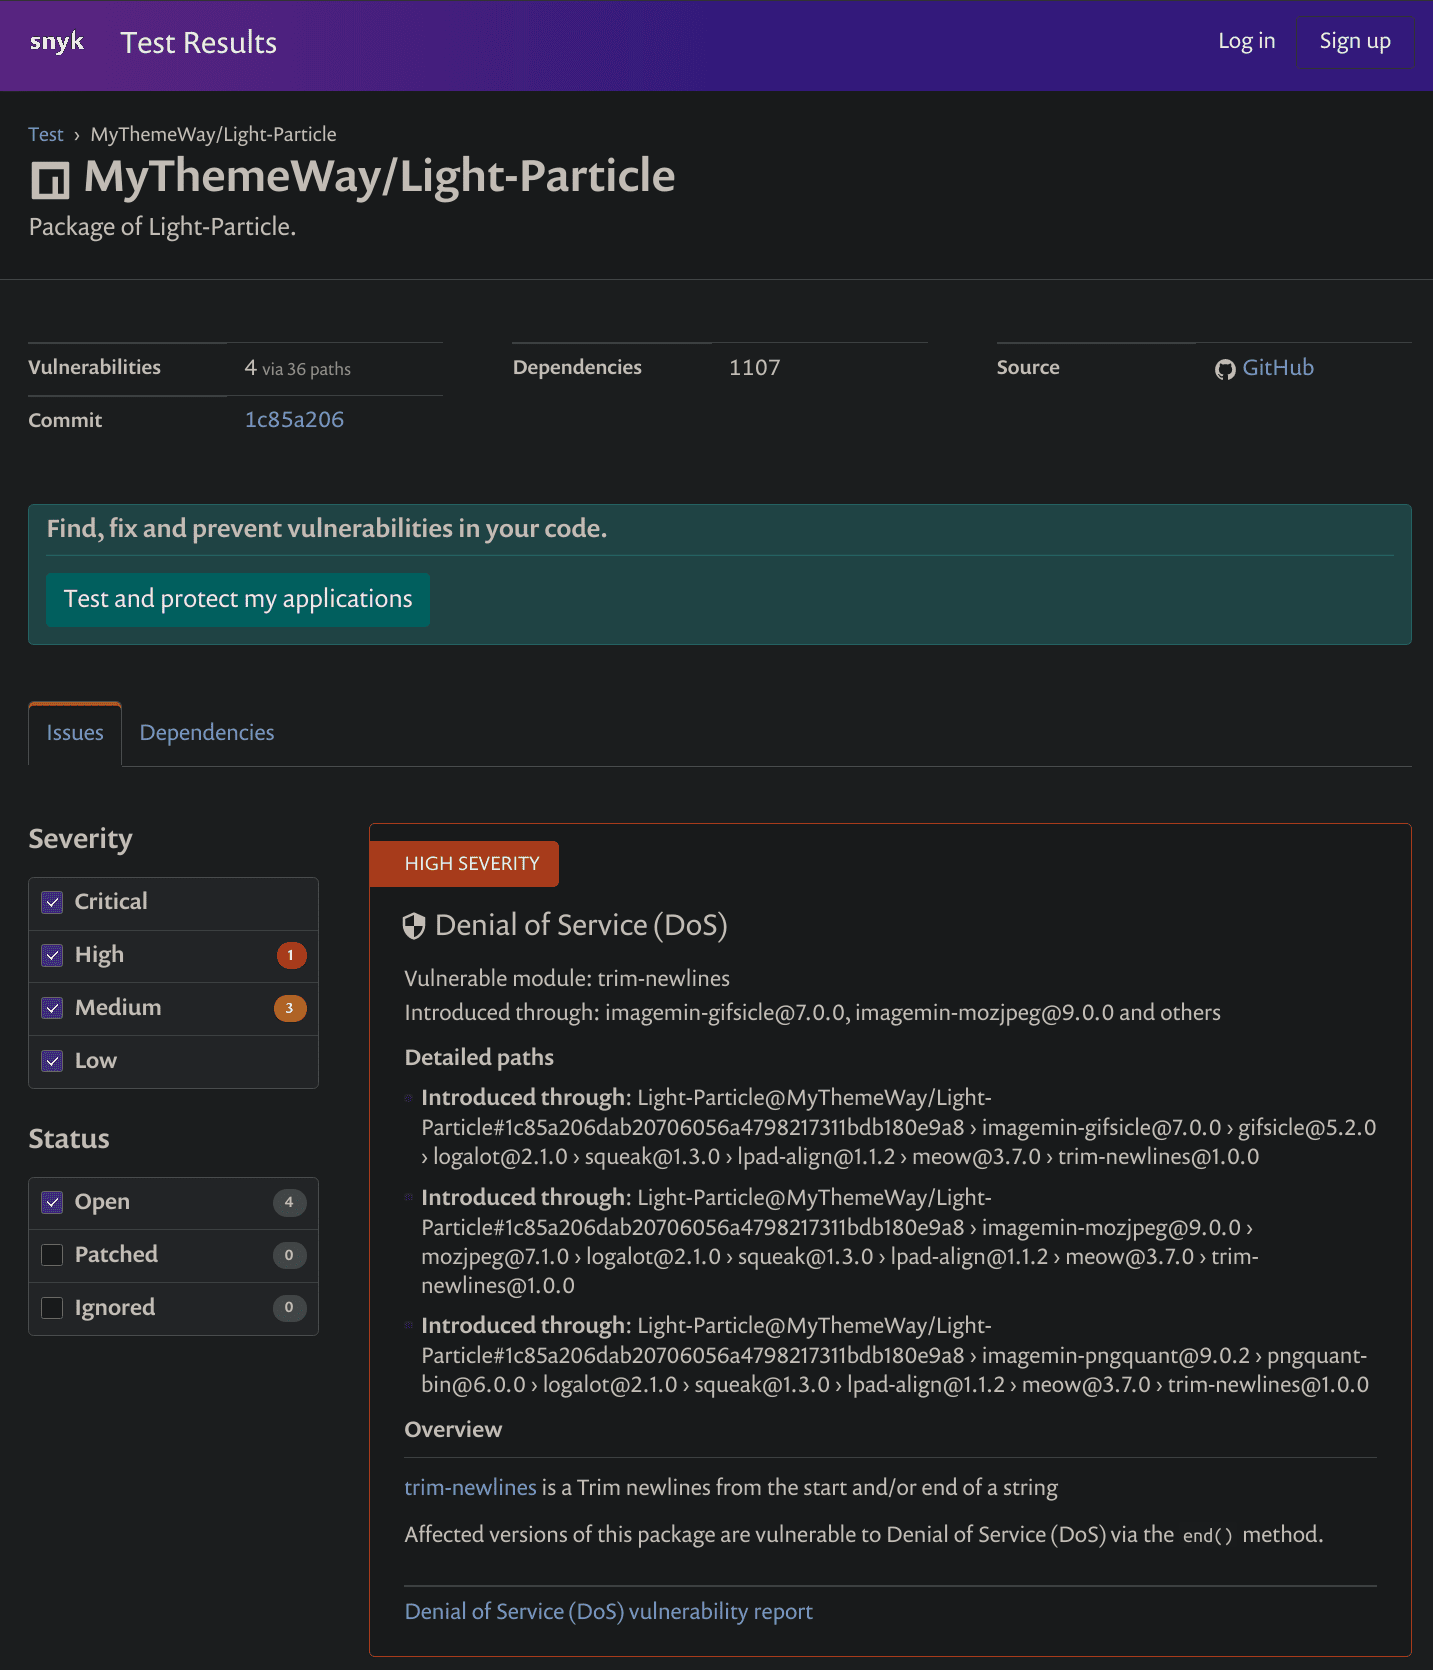 snyk Test Results Log in Sign up
Test › MyThemeWay/Light-Particle
MyThemeWay/Light-Particle
Package of Light-Particle.
Vulnerabilities 4 via 36 paths
Dependencies 1107
Source GitHub
Commit 1c85a206
Find, fix and prevent vulnerabilities in your code.
Test and protect my applications
Issues Dependencies
Severity
Critical
High 1
Medium 3
Low
Status
Open 4
Patched 0
Ignored 0
HIGH SEVERITY
Denial of Service (DoS)
Vulnerable module: trim-newlines
Introduced through: imagemin-gifsicle@7.0.0, imagemin-mozjpeg@9.0.0 and others
Detailed paths
Introduced through: Light-Particle@MyThemeWay/Light-
Particle#1c85a206dab20706056a4798217311bdb180e9a8 › imagemin-gifsicle@7.0.0 › gifsicle@5.2.0
› logalot@2.1.0 › squeak@1.3.0 › lpad-align@1.1.2 › meow@3.7.0 › trim-newlines@1.0.0
Introduced through: Light-Particle@MyThemeWay/Light-
Particle#1c85a206dab20706056a4798217311bdb180e9a8 › imagemin-mozjpeg@9.0.0 ›
mozjpeg@7.1.0 › logalot@2.1.0 › squeak@1.3.0 › lpad-align@1.1.2 › meow@3.7.0 › trim-
newlines@1.0.0
Introduced through: Light-Particle@MyThemeWay/Light-
Particle#1c85a206dab20706056a4798217311bdb180e9a8 › imagemin-pngquant@9.0.2 › pngquant-
bin@6.0.0 › logalot@2.1.0 › squeak@1.3.0 › lpad-align@1.1.2 › meow@3.7.0 › trim-newlines@1.0.0
Overview
trim-newlines is a Trim newlines from the start and/or end of a string
Affected versions of this package are vulnerable to Denial of Service (DoS) via the end() method.
Denial of Service (DoS) vulnerability report